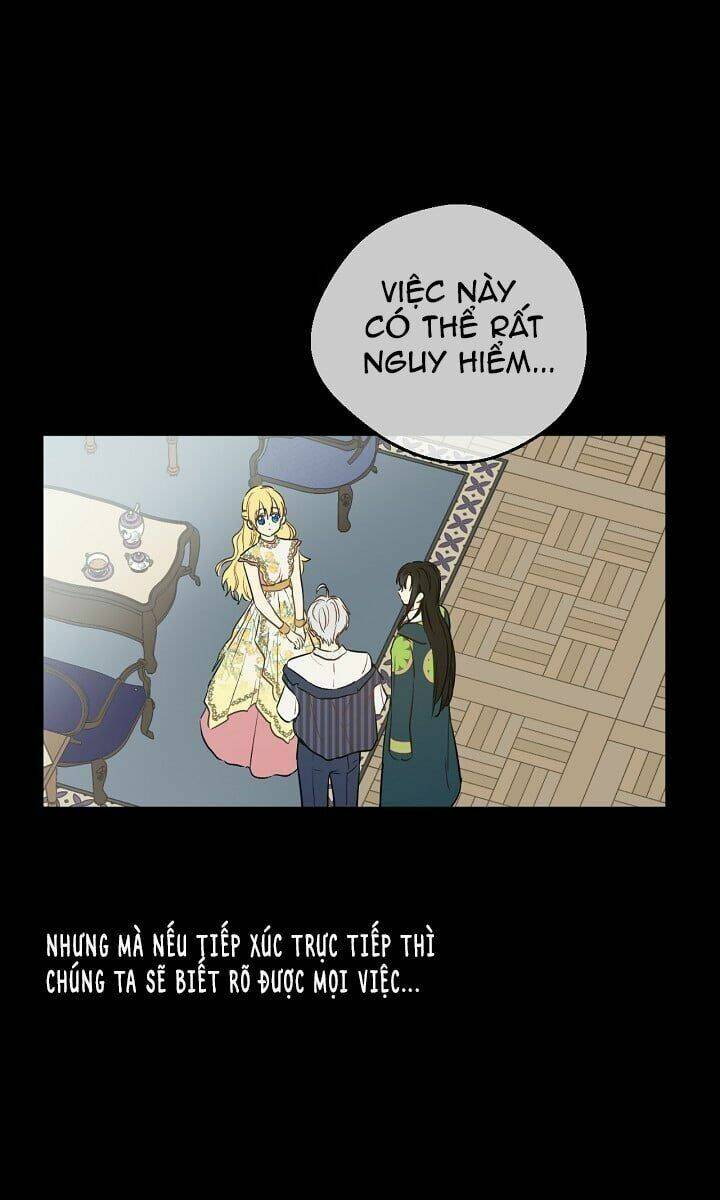 VIỆC NÀY
CÓ THỂ RẤT
NGUY HIỂM...
NHƯNG MÀ NẾU TIẾP XÚC TRỰC TIẾP THÌ
CHÚNG TA SẼ BIẾT RÕ ĐƯỢC MỌI VIỆC...